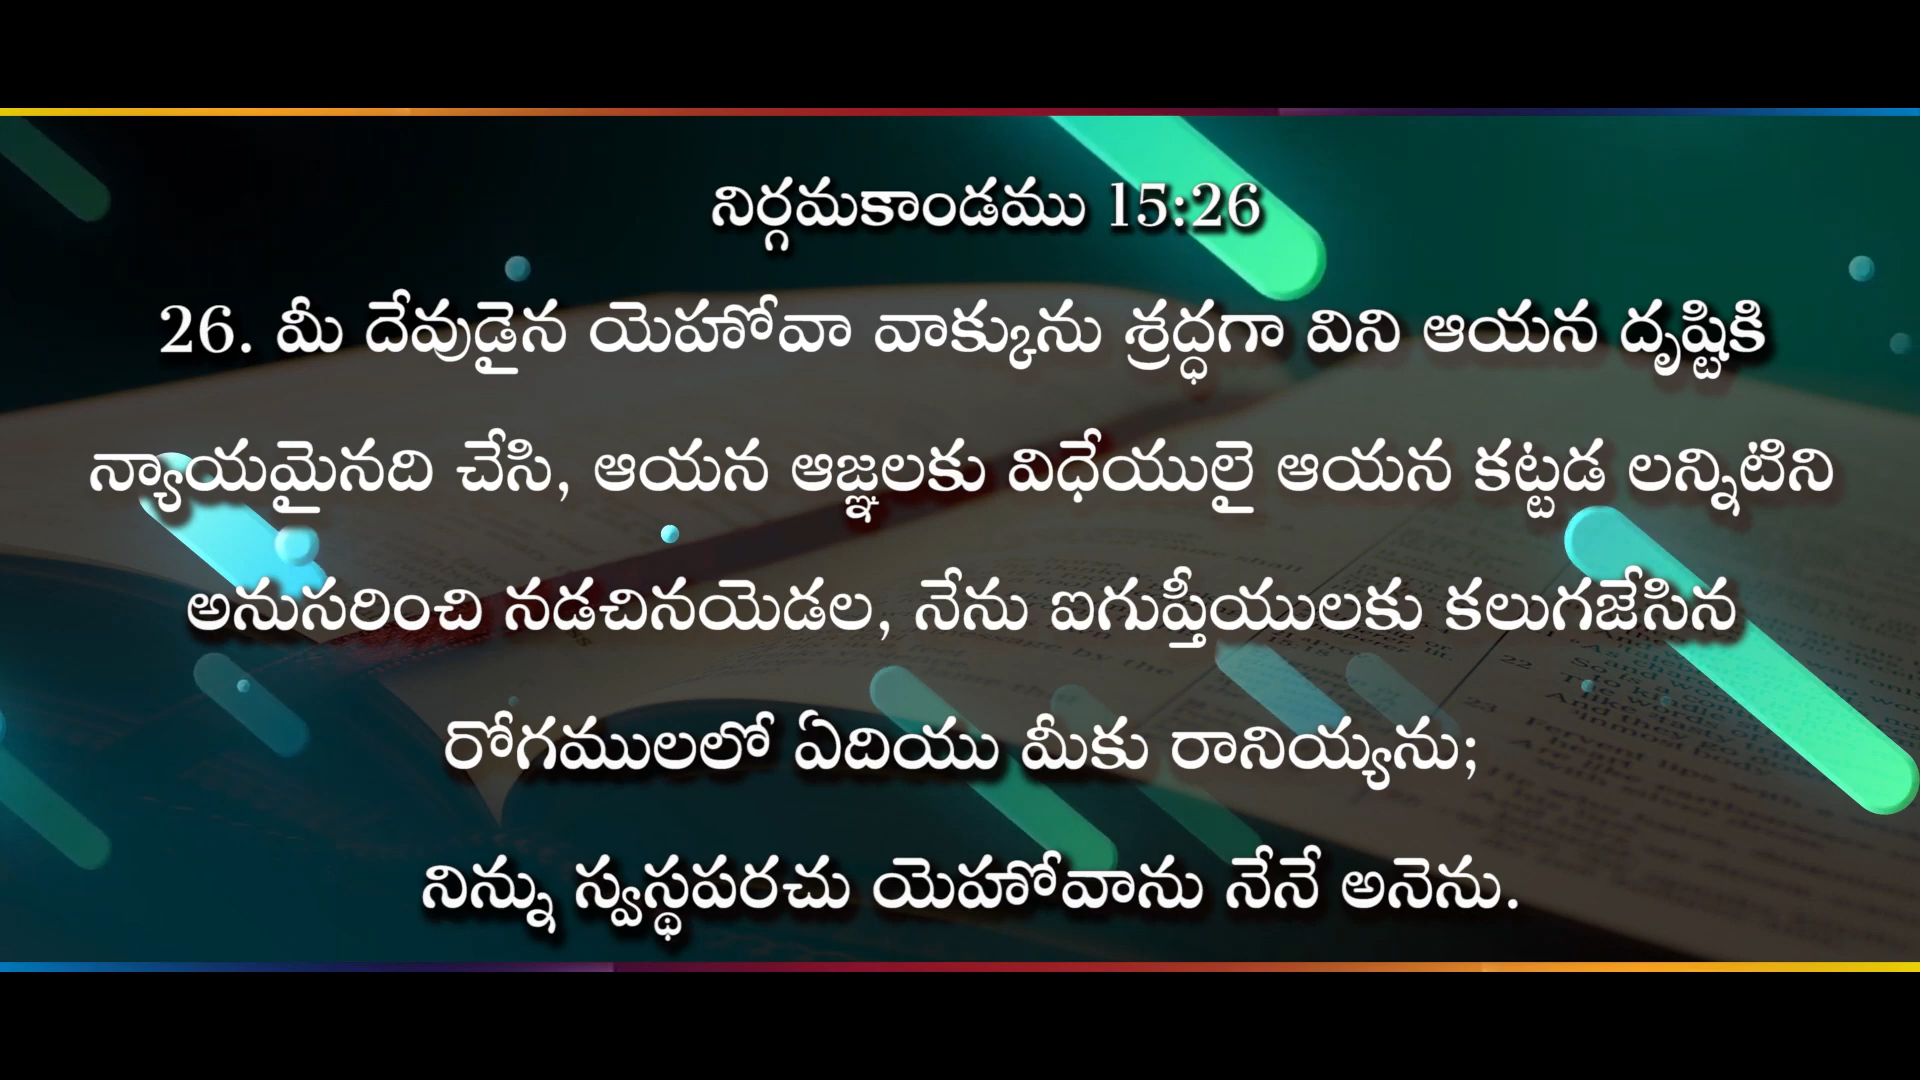 నిర్గమకాండము 15:26
26. మీ దేవుడైన యెహోవా వాక్కును శ్రద్ధగా విని ఆయన దృష్టికి
న్యాయమైనది చేసి, ఆయన ఆజ్ఞలకు విధేయులై ఆయన కట్టడ లన్నిటిని
అనుసరించి నడచినయెడల, నేను ఐగుప్తీయులకు కలుగజేసిన
రోగములలో ఏదియు మీకు రానియ్యను;
నిన్ను స్వస్థపరచు యెహోవాను నేనే అనెను.